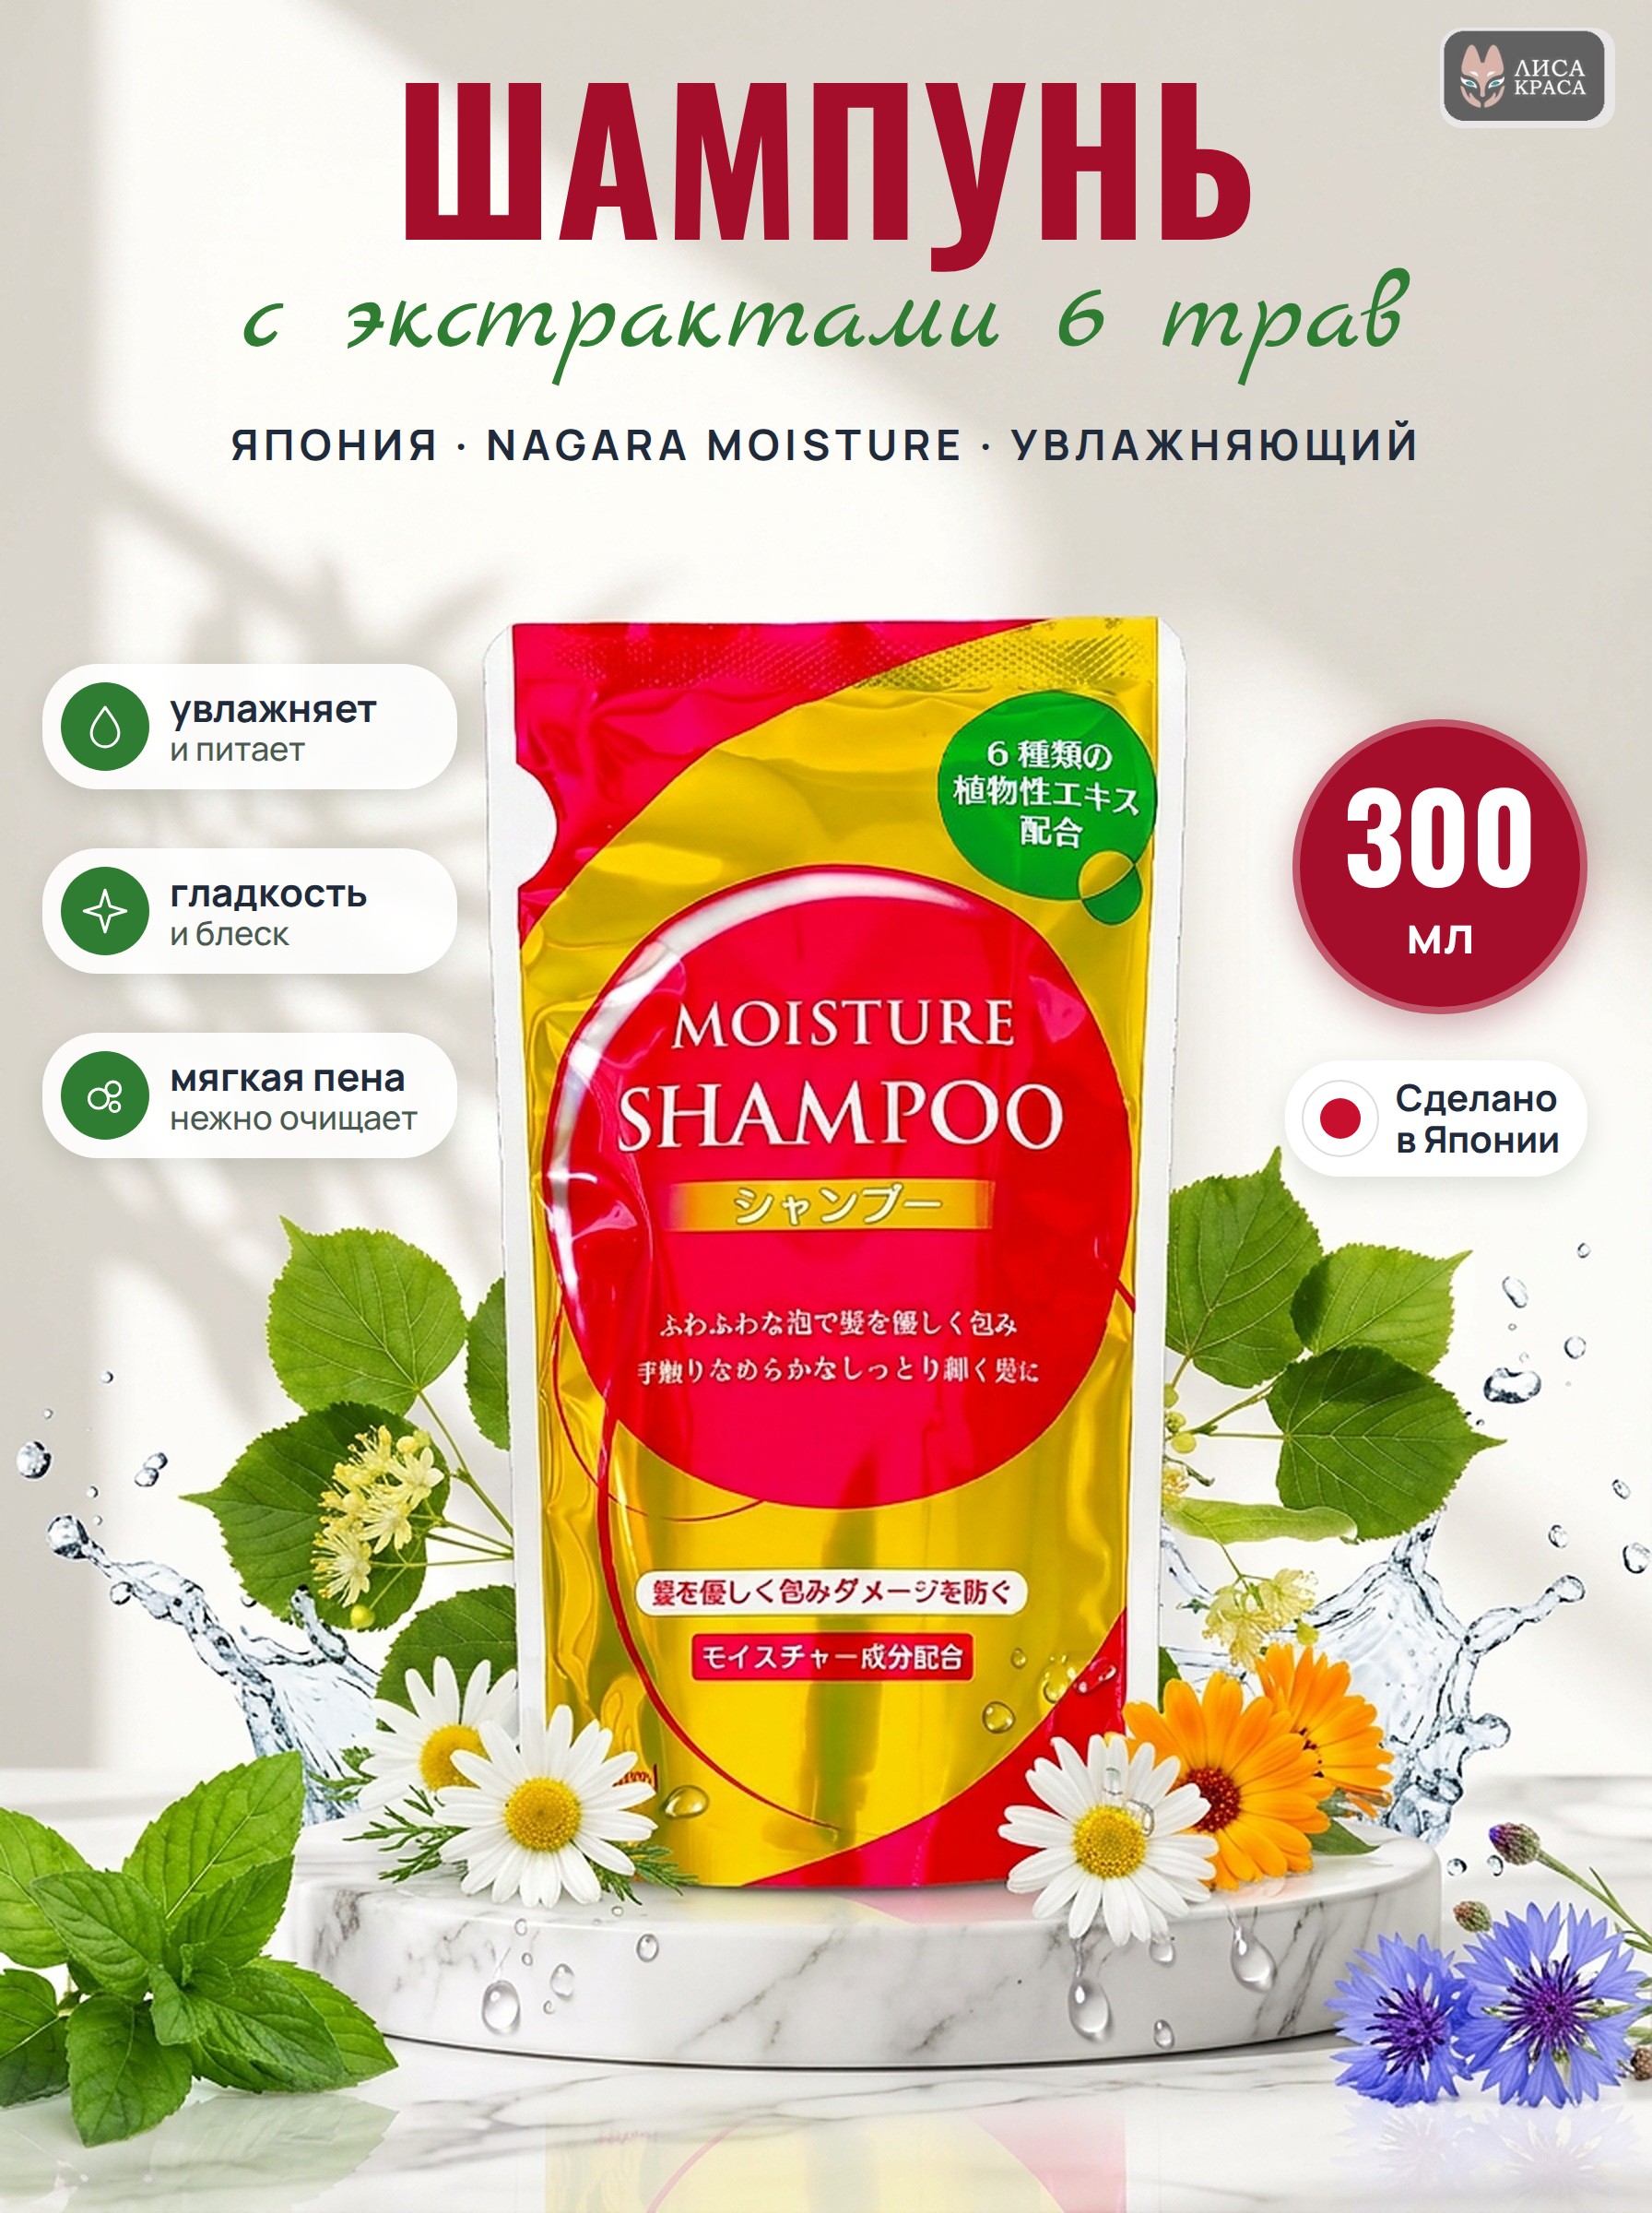 ЛИСА
КРАСА
ШАМПУНЬ
с экстрактами 6 трав
ЯПОНИЯ · NAGARA MOISTURE · УВЛАЖНЯЮЩИЙ
увлажняет
и питает
гладкость
и блеск
мягкая пена
нежно очищает
300
мл
Сделано
в Японии
6 種類の
植物性エキス
配合
MOISTURE
SHAMPOO
シャンプー
ふわふわな泡で髪を優しく包み
手触りなめらかなしっとり
髪を優しく包みダメージを防ぐ
モイスチャー成分配合